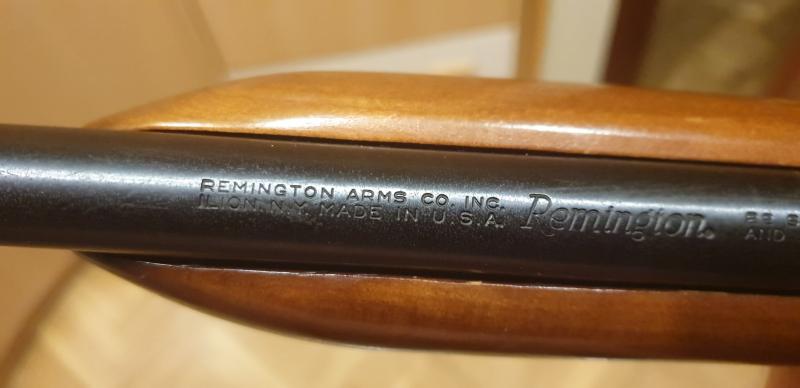 REMINGTON ARMS CO. INC.
ILION, N.Y. MADE IN U.S.A.
Remington.
AND